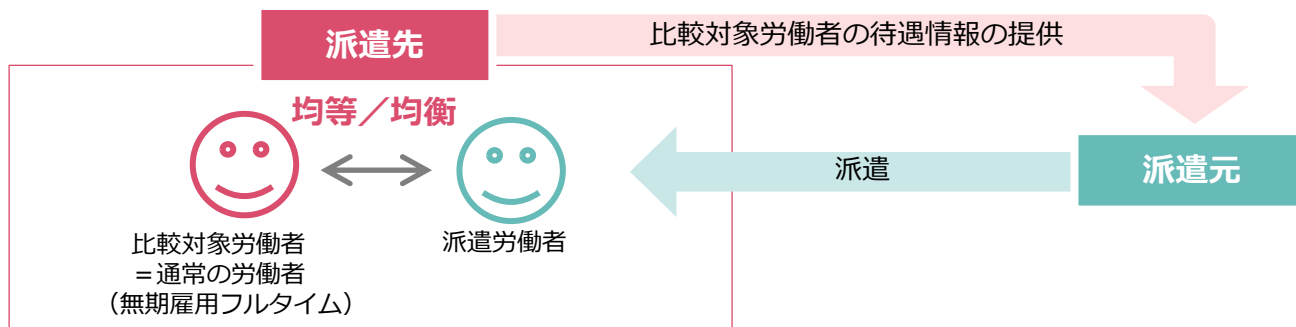 派遣先
比較対象労働者の待遇情報の提供
均等／均衡
派遣
派遣元
比較対象労働者
＝通常の労働者
（無期雇用フルタイム）
派遣労働者